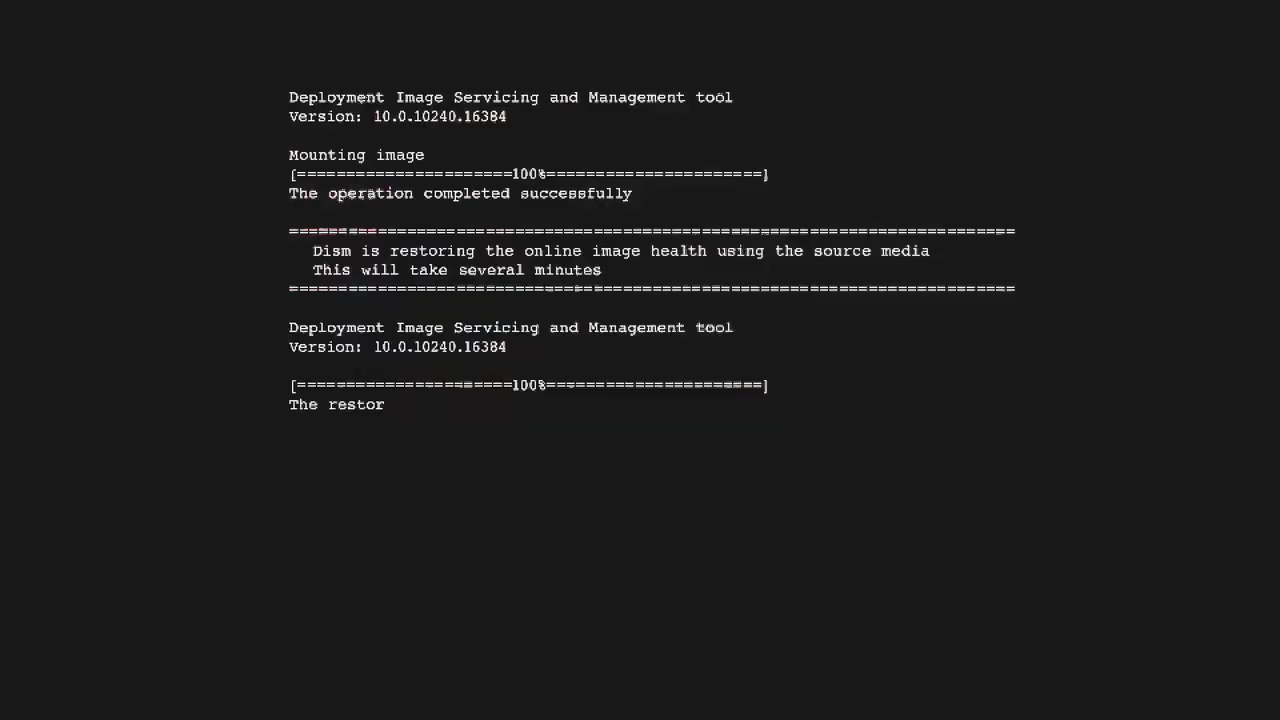 Deployment Image Servicing and Management tool
Version: 10.0.10240.16384
Mounting image
[======================100%======================]
The operation completed successfully
===========================================================================
Dism is restoring the online image health using the source media
This will take several minutes
===========================================================================
Deployment Image Servicing and Management tool
Version: 10.0.10240.16384
[======================100%======================]
The restor